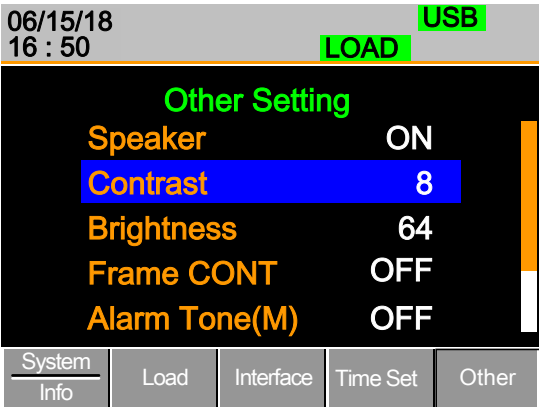 06/15/18 USB
16 : 50 LOAD
Other Setting
Speaker ON
Contrast 8
Brightness 64
Frame CONT OFF
Alarm Tone(M) OFF
System
Info Load Interface Time Set Other